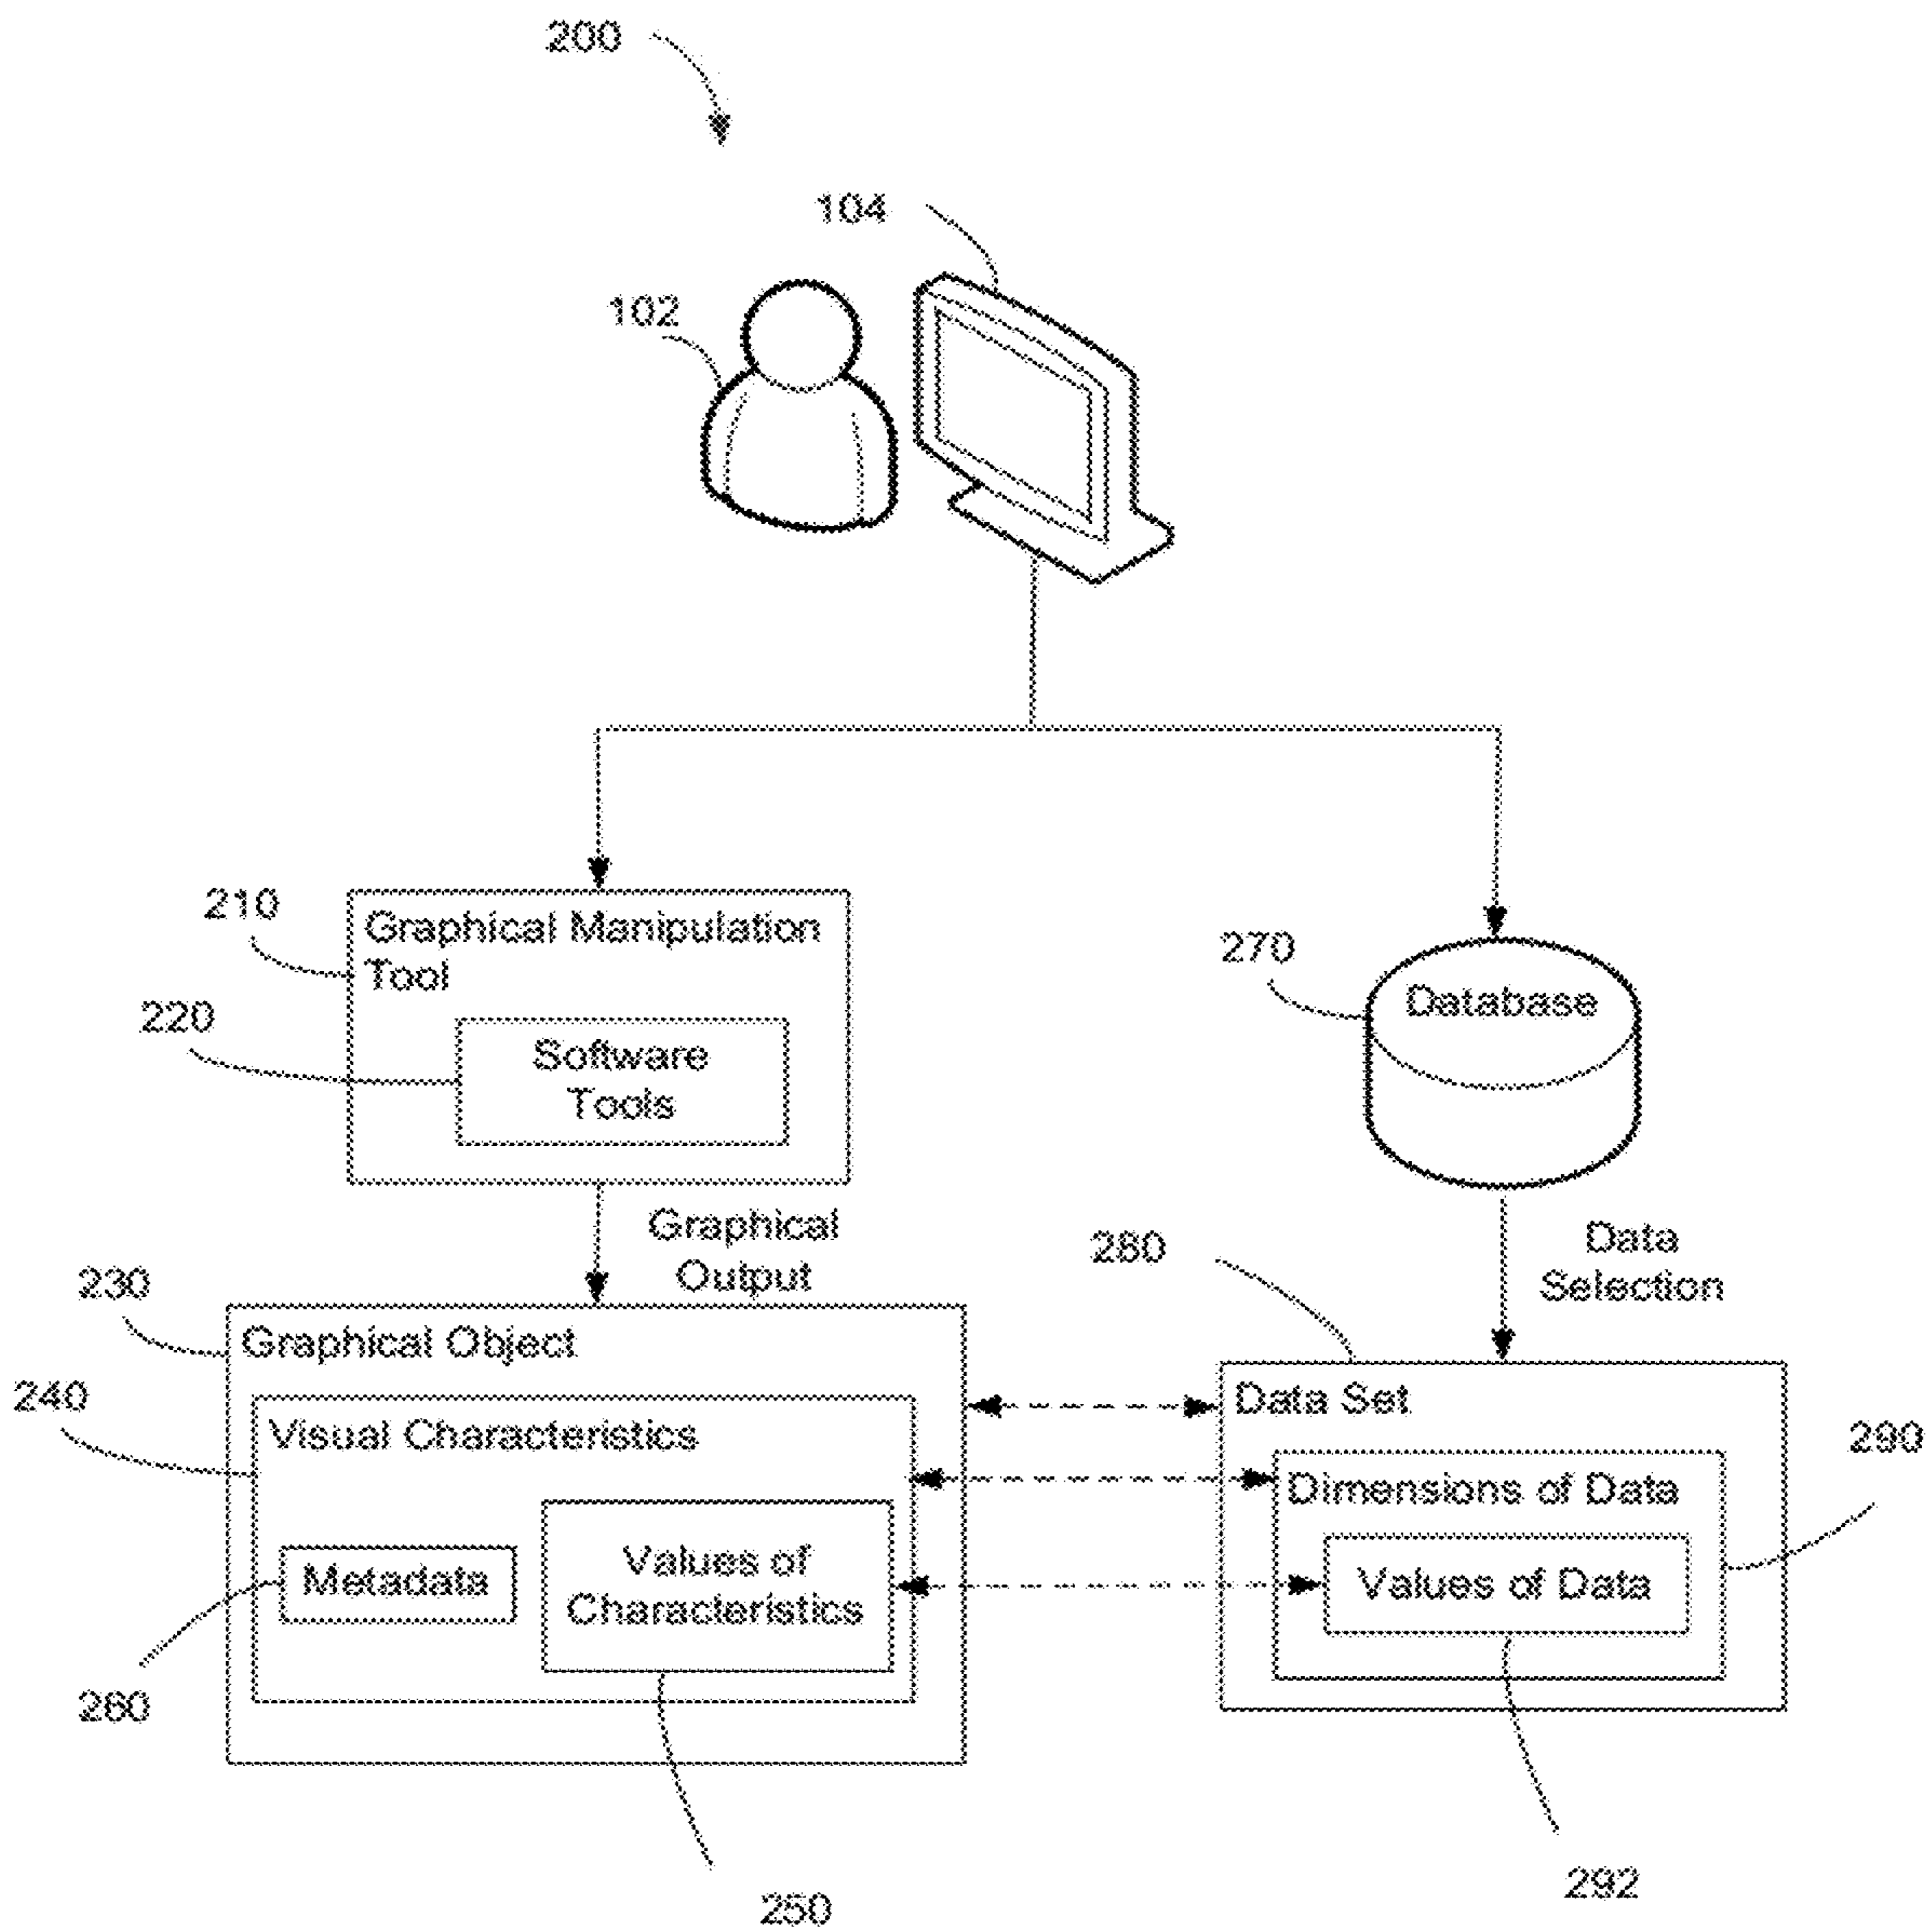 200
104
102
210
Graphical Manipulation
Tool
220
Software
Tools
270
Database
Graphical
Output
230
Graphical Object
240
Visual Characteristics
Metadata
260
Values of
Characteristics
250
Data
Selection
280
Data Set
290
Dimensions of Data
Values of Data
292